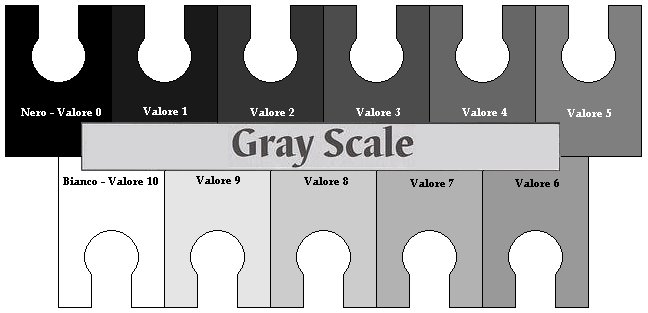 Nero - Valore 0
Valore 1
Valore 2
Valore 3
Valore 4
Valore 5
Gray Scale
Bianco - Valore 10
Valore 9
Valore 8
Valore 7
Valore 6